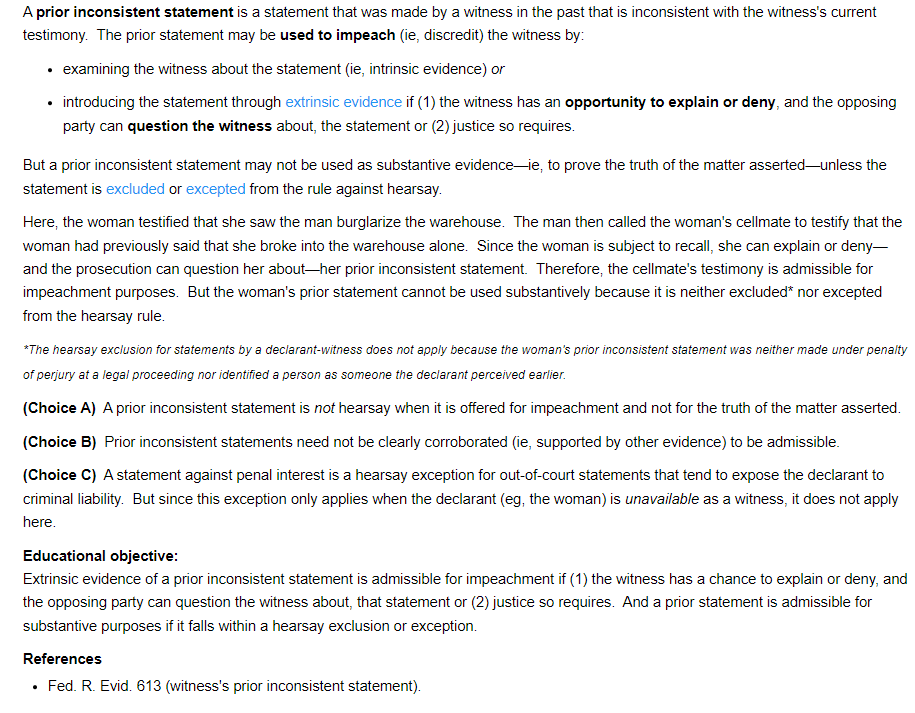 A prior inconsistent statement is a statement that was made by a witness in the past that is inconsistent with the witness's current
testimony. The prior statement may be used to impeach (ie, discredit) the witness by:
• examining the witness about the statement (ie, intrinsic evidence) or
• introducing the statement through extrinsic evidence if (1) the witness has an opportunity to explain or deny, and the opposing
party can question the witness about, the statement or (2) justice so requires.
But a prior inconsistent statement may not be used as substantive evidence—ie, to prove the truth of the matter asserted—unless the
statement is excluded or excepted from the rule against hearsay.
Here, the woman testified that she saw the man burglarize the warehouse. The man then called the woman's cellmate to testify that the
woman had previously said that she broke into the warehouse alone. Since the woman is subject to recall, she can explain or deny—
and the prosecution can question her about—her prior inconsistent statement. Therefore, the cellmate's testimony is admissible for
impeachment purposes. But the woman's prior statement cannot be used substantively because it is neither excluded* nor excepted
from the hearsay rule.
*The hearsay exclusion for statements by a declarant-witness does not apply because the woman's prior inconsistent statement was neither made under penalty
of perjury at a legal proceeding nor identified a person as someone the declarant perceived earlier.
(Choice A) A prior inconsistent statement is not hearsay when it is offered for impeachment and not for the truth of the matter asserted.
(Choice B) Prior inconsistent statements need not be clearly corroborated (ie, supported by other evidence) to be admissible.
(Choice C) A statement against penal interest is a hearsay exception for out-of-court statements that tend to expose the declarant to
criminal liability. But since this exception only applies when the declarant (eg, the woman) is unavailable as a witness, it does not apply
here.
Educational objective:
Extrinsic evidence of a prior inconsistent statement is admissible for impeachment if (1) the witness has a chance to explain or deny, and
the opposing party can question the witness about, that statement or (2) justice so requires. And a prior statement is admissible for
substantive purposes if it falls within a hearsay exclusion or exception.
References
• Fed. R. Evid. 613 (witness's prior inconsistent statement).